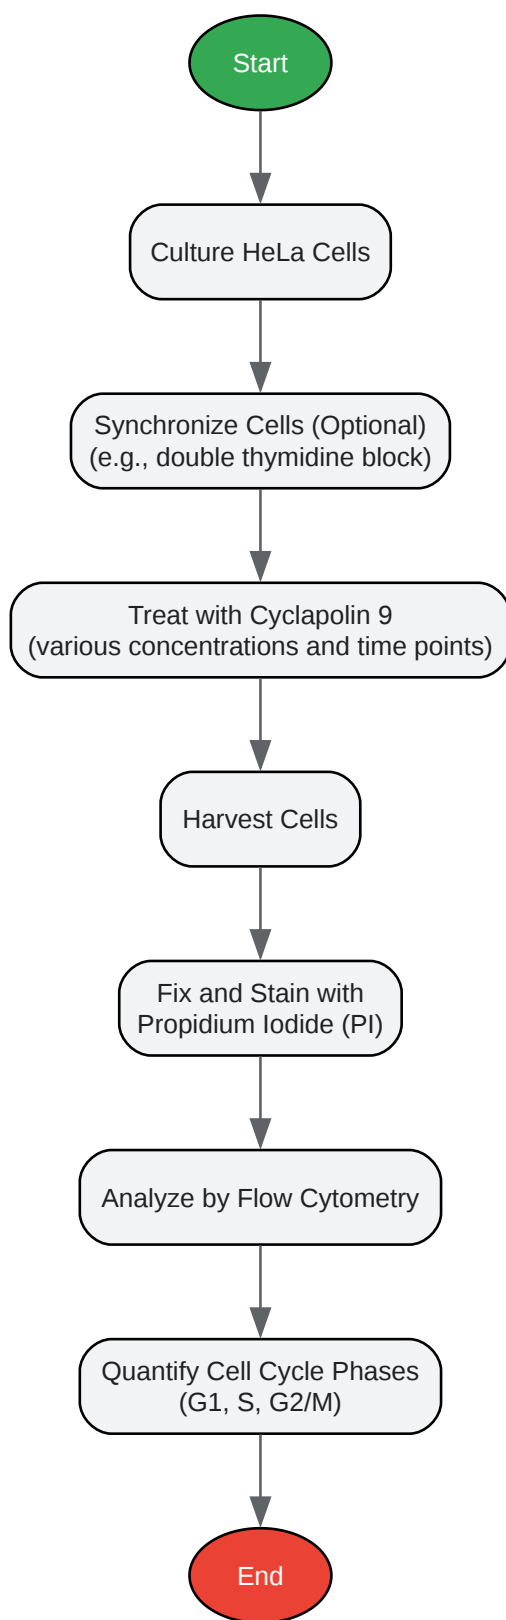 Start
Culture HeLa Cells
Synchronize Cells (Optional)
(e.g., double thymidine block)
Treat with Cyclapolin 9
(various concentrations and time points)
Harvest Cells
Fix and Stain with
Propidium Iodide (PI)
Analyze by Flow Cytometry
Quantify Cell Cycle Phases
(G1, S, G2/M)
End